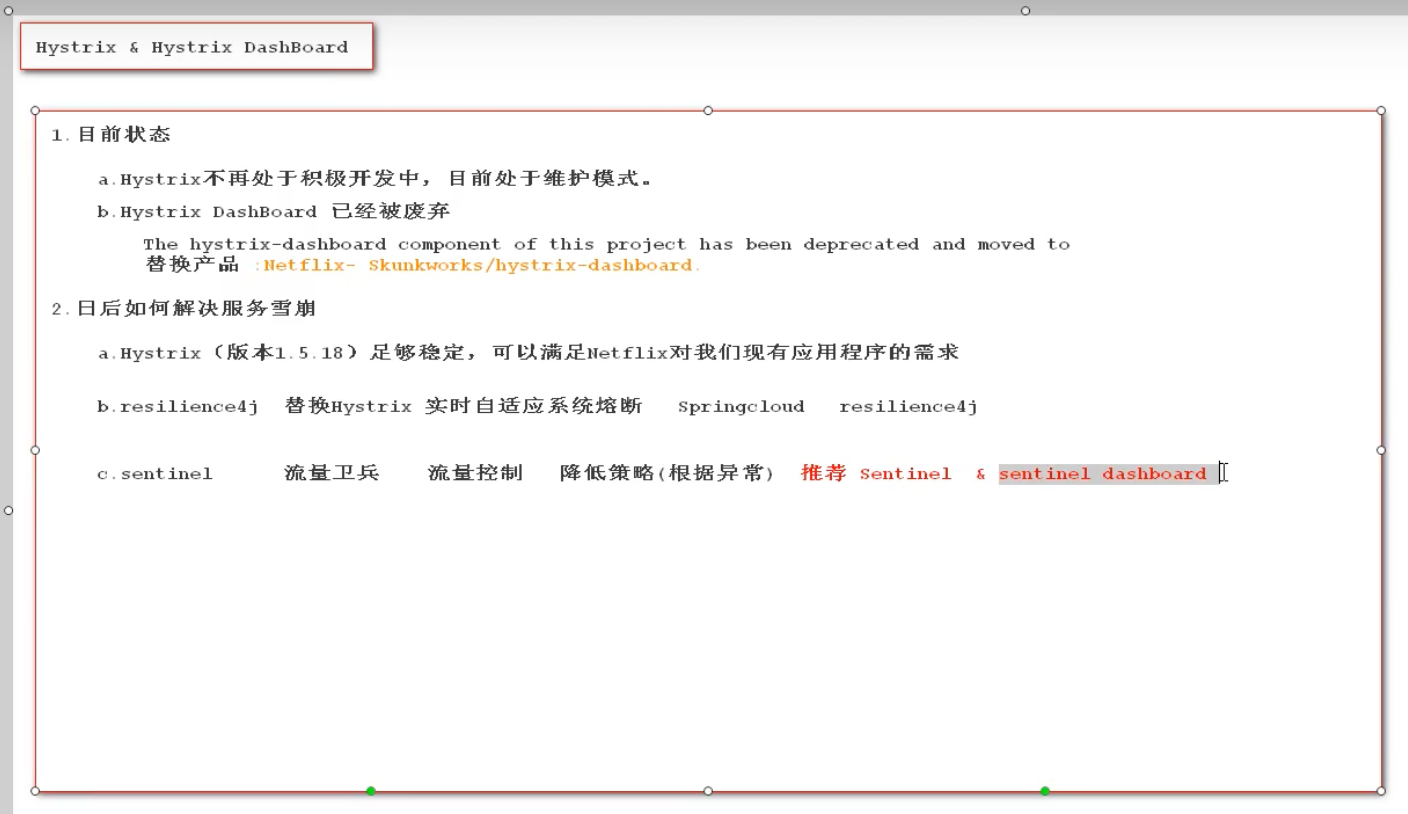 Hystrix & Hystrix DashBoard
1.目前状态
a.Hystrix不再处于积极开发中，目前处于维护模式。
b.Hystrix DashBoard 已经被废弃
The hystrix-dashboard component of this project has been deprecated and moved to
替换产品 :Netflix- Skunkworks/hystrix-dashboard.
2.日后如何解决服务雪崩
a.Hystrix（版本1.5.18）足够稳定，可以满足Netflix对我们现有应用程序的需求
b.resilience4j 替换Hystrix 实时自适应系统熔断 Springcloud resilience4j
c.sentinel 流量卫兵 流量控制 降低策略(根据异常) 推荐 Sentinel & sentinel dashboard